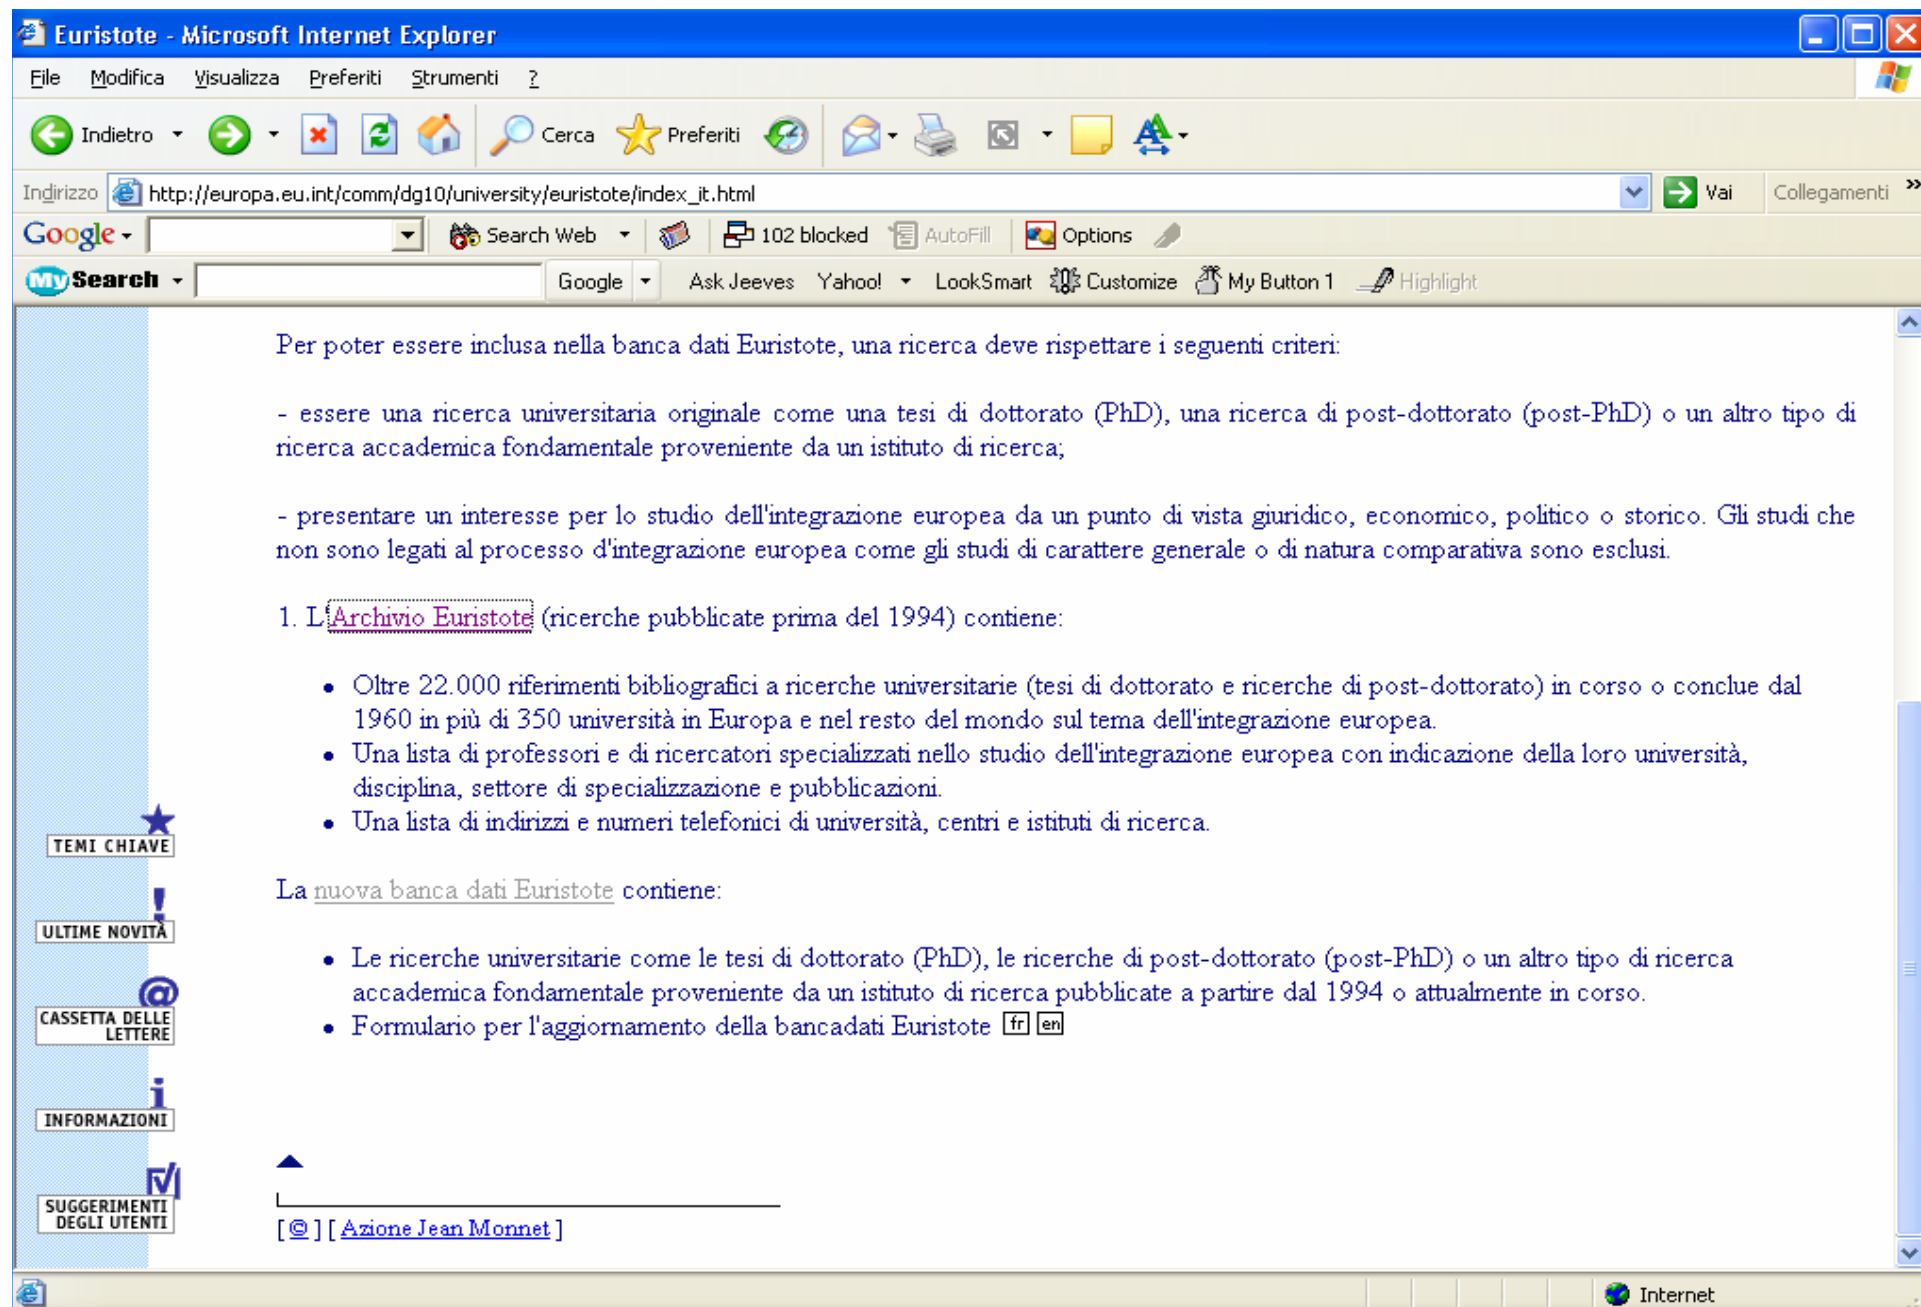 Euristote - Microsoft Internet Explorer
File Modifica Visualizza Preferiti Strumenti ?
Indietro Cerca Preferiti
Indirizzo http://europa.eu.int/comm/dg10/university/euristote/index_it.html Vai Collegamenti »
Google Search Web 102 blocked AutoFill Options
My Search Google Ask Jeeves Yahoo! LookSmart Customize My Button 1 Highlight
Per poter essere inclusa nella banca dati Euristote, una ricerca deve rispettare i seguenti criteri:
- essere una ricerca universitaria originale come una tesi di dottorato (PhD), una ricerca di post-dottorato (post-PhD) o un altro tipo di
ricerca accademica fondamentale proveniente da un istituto di ricerca;
- presentare un interesse per lo studio dell'integrazione europea da un punto di vista giuridico, economico, politico o storico. Gli studi che
non sono legati al processo d'integrazione europea come gli studi di carattere generale o di natura comparativa sono esclusi.
1. L'Archivio Euristote (ricerche pubblicate prima del 1994) contiene:
• Oltre 22.000 riferimenti bibliografici a ricerche universitarie (tesi di dottorato e ricerche di post-dottorato) in corso o conclue dal
1960 in più di 350 università in Europa e nel resto del mondo sul tema dell'integrazione europea.
• Una lista di professori e di ricercatori specializzati nello studio dell'integrazione europea con indicazione della loro università,
disciplina, settore di specializzazione e pubblicazioni.
• Una lista di indirizzi e numeri telefonici di università, centri e istituti di ricerca.
TEMI CHIAVE
La nuova banca dati Euristote contiene:
!
ULTIME NOVITÀ
• Le ricerche universitarie come le tesi di dottorato (PhD), le ricerche di post-dottorato (post-PhD) o un altro tipo di ricerca
accademica fondamentale proveniente da un istituto di ricerca pubblicate a partire dal 1994 o attualmente in corso.
• Formulario per l'aggiornamento della bancadati Euristote fr en
@
CASSETTA DELLE
LETTERE
i
INFORMAZIONI
SUGGERIMENTI
DEGLI UTENTI
[ © ] [ Azione Jean Monnet ]
Internet